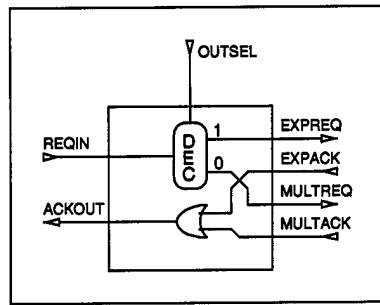 OUTSEL
1
EXPREQ
REQIN
DEC
EXPACK
0
ACKOUT
MULTREQ
MULTACK